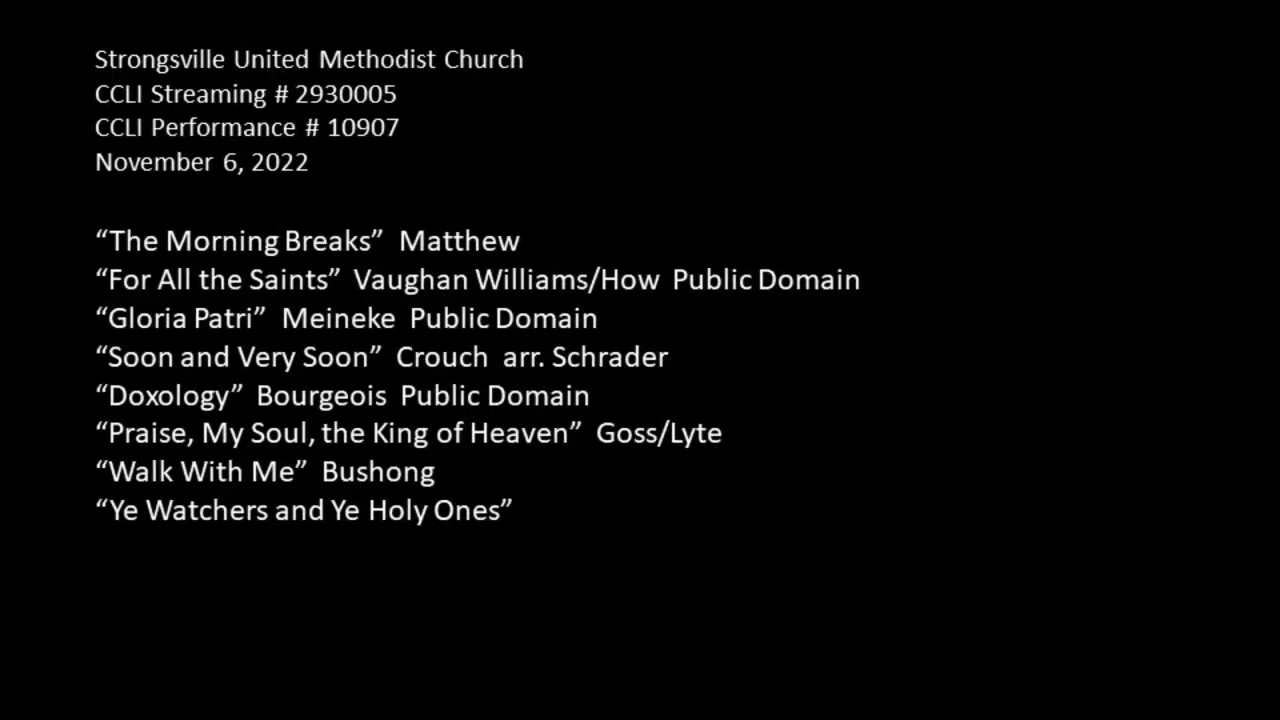 Strongsville United Methodist Church
CCLI Streaming # 2930005
CCLI Performance # 10907
November 6, 2022
“The Morning Breaks”  Matthew
“For All the Saints”  Vaughan Williams/How  Public Domain
“Gloria Patri”  Meineke  Public Domain
“Soon and Very Soon”  Crouch  arr. Schrader
“Doxology”  Bourgeois  Public Domain
“Praise, My Soul, the King of Heaven”  Goss/Lyte
“Walk With Me”  Bushong
“Ye Watchers and Ye Holy Ones”